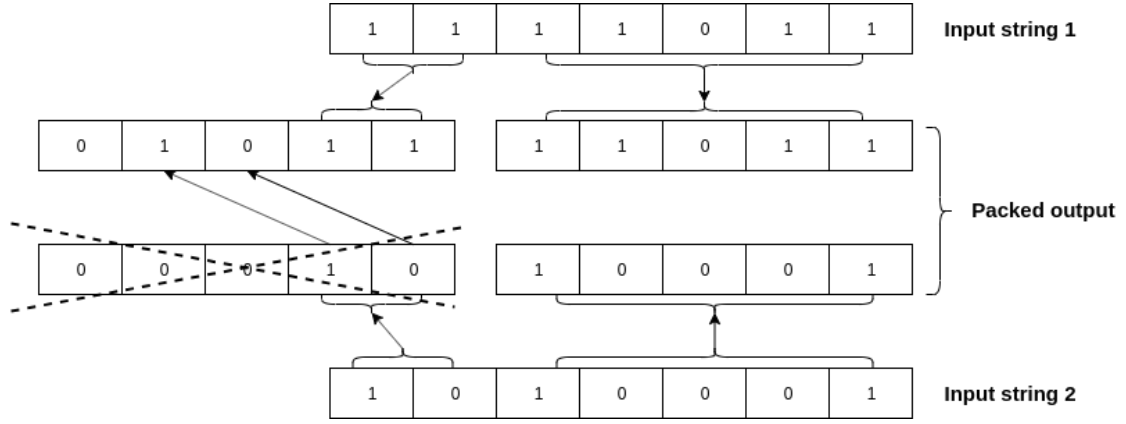 1 1 1 1 0 1 1 Input string 1
0 1 0 1 1 1 1 0 1 1
Packed output
0 0 0 1 0 1 0 0 0 1
1 0 1 0 0 0 1 Input string 2